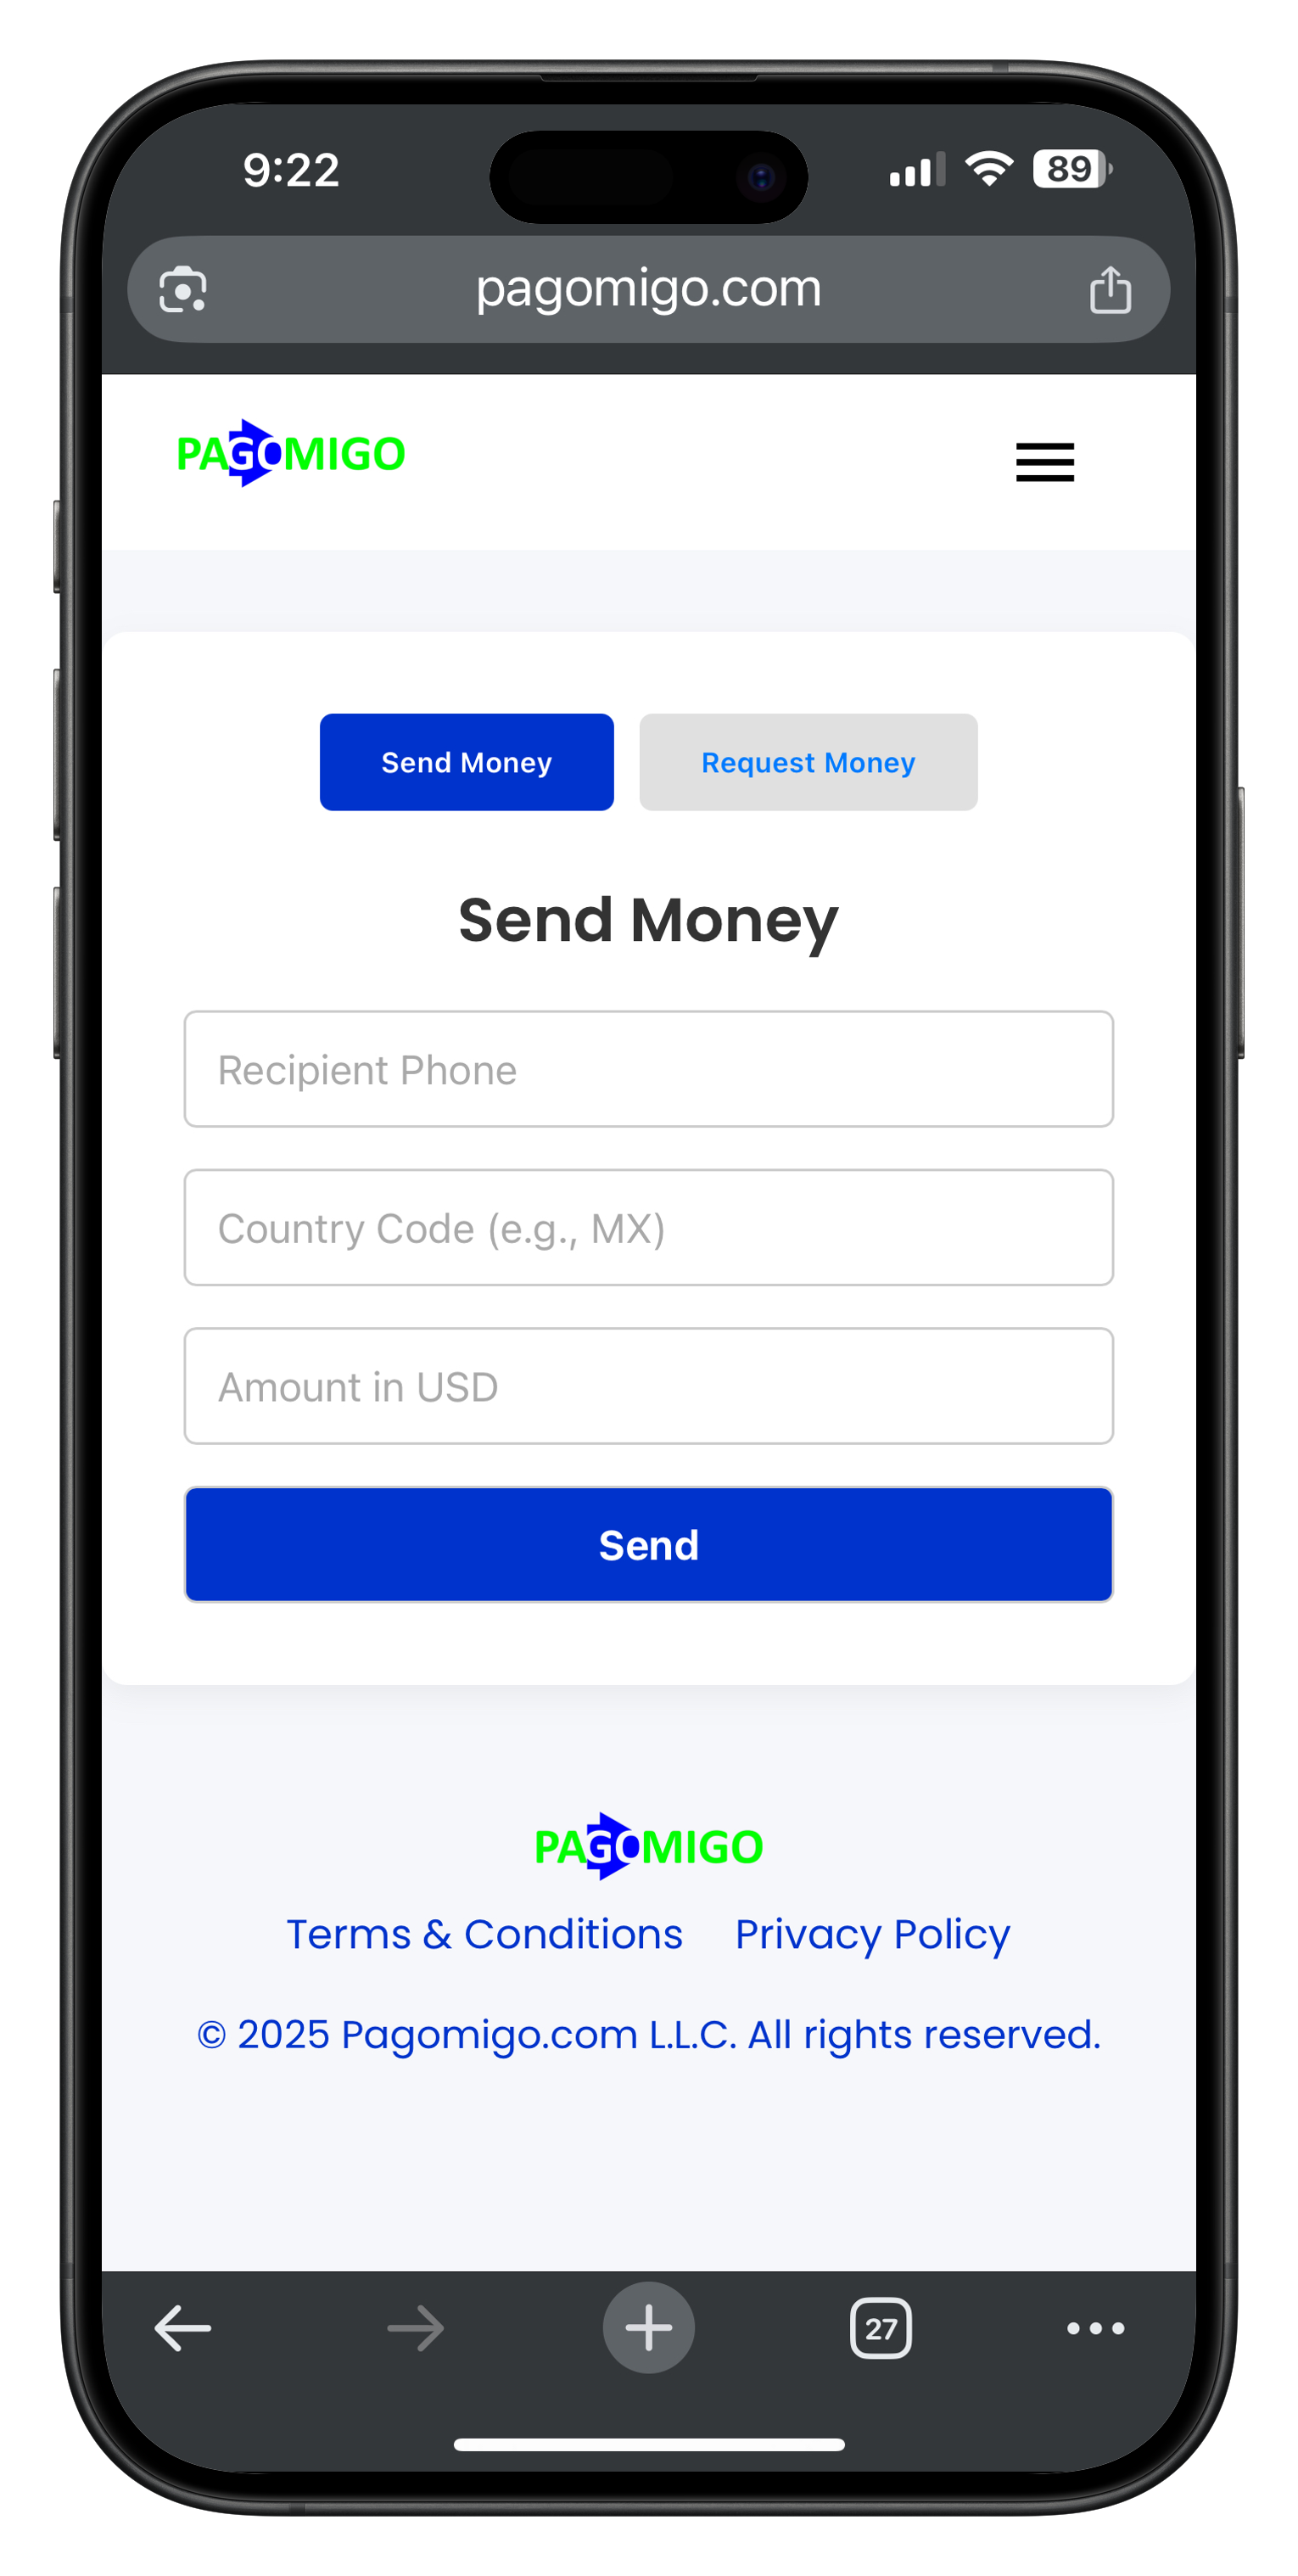 9:22
89
pagomigo.com
PAGOMIGO
Send Money
Request Money
Send Money
Recipient Phone
Country Code (e.g., MX)
Amount in USD
Send
PAGOMIGO
Terms & Conditions Privacy Policy
© 2025 Pagomigo.com L.L.C. All rights reserved.
27